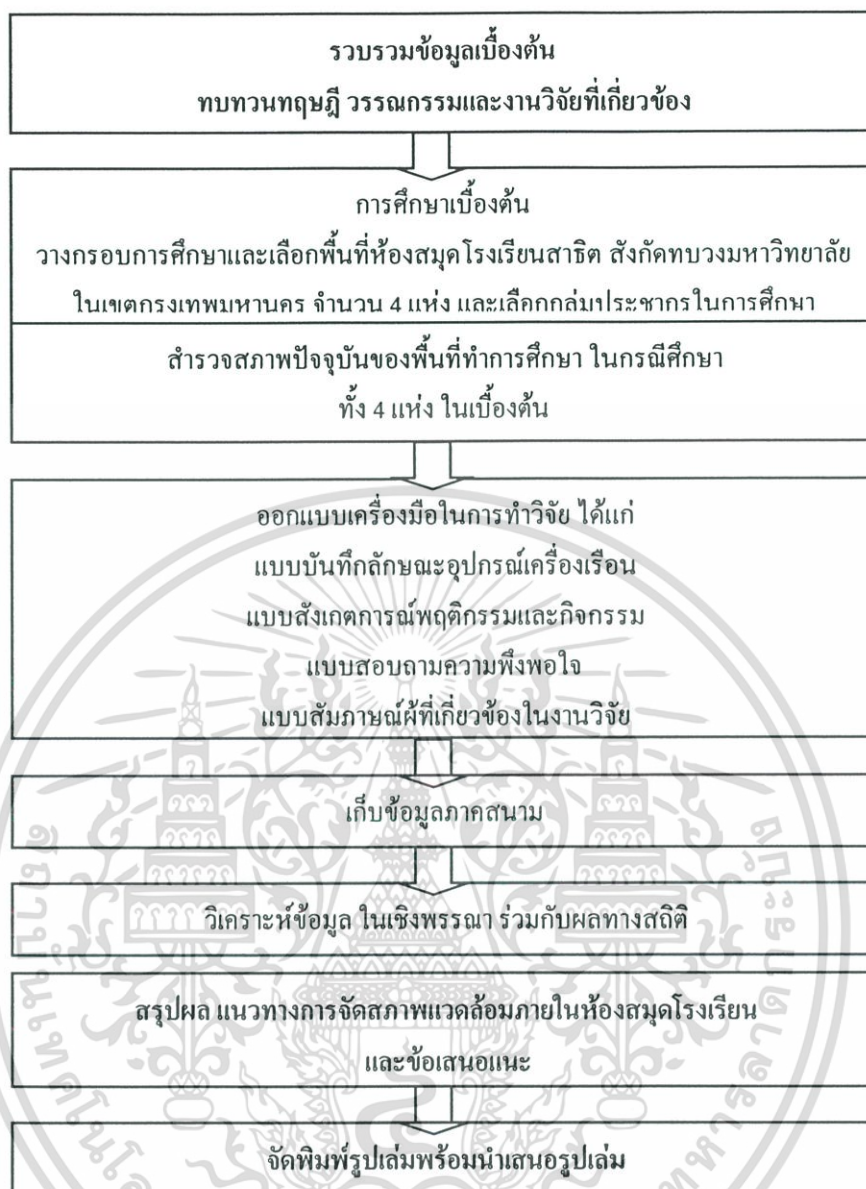 รวบรวมข้อมูลเบื้องต้น
ทบทวนทฤษฎี วรรณกรรมและงานวิจัยที่เกี่ยวข้อง
การศึกษาเบื้องต้น
วางกรอบการศึกษาและเลือกพื้นที่ห้องสมุดโรงเรียนสาธิต สังกัดทบวงมหาวิทยาลัย
ในเขตกรงเทพมหานคร จำนวน 4 แห่ง และเลือกกลุ่มประชากรในการศึกษา
สำรวจสภาพปัจจุบันของพื้นที่ทำการศึกษา ในกรณีศึกษา
ทั้ง 4 แห่ง ในเบื้องต้น
ออกแบบเครื่องมือในการทำวิจัย ได้แก่
แบบบันทึกลักษณะอุปกรณ์เครื่องเรือน
แบบสังเกตการณ์พฤติกรรมและกิจกรรม
แบบสอบถามความพึงพอใจ
แบบสัมภาษณ์ผู้ที่เกี่ยวข้องในงานวิจัย
เก็บข้อมูลภาคสนาม
วิเคราะห์ข้อมูล ในเชิงพรรณา ร่วมกับผลทางสถิติ
สรุปผล แนวทางการจัดสภาพแวดล้อมภายในห้องสมุดโรงเรียน
และข้อเสนอแนะ
จัดพิมพ์รูปเล่มพร้อมนำเสนอรูปเล่ม